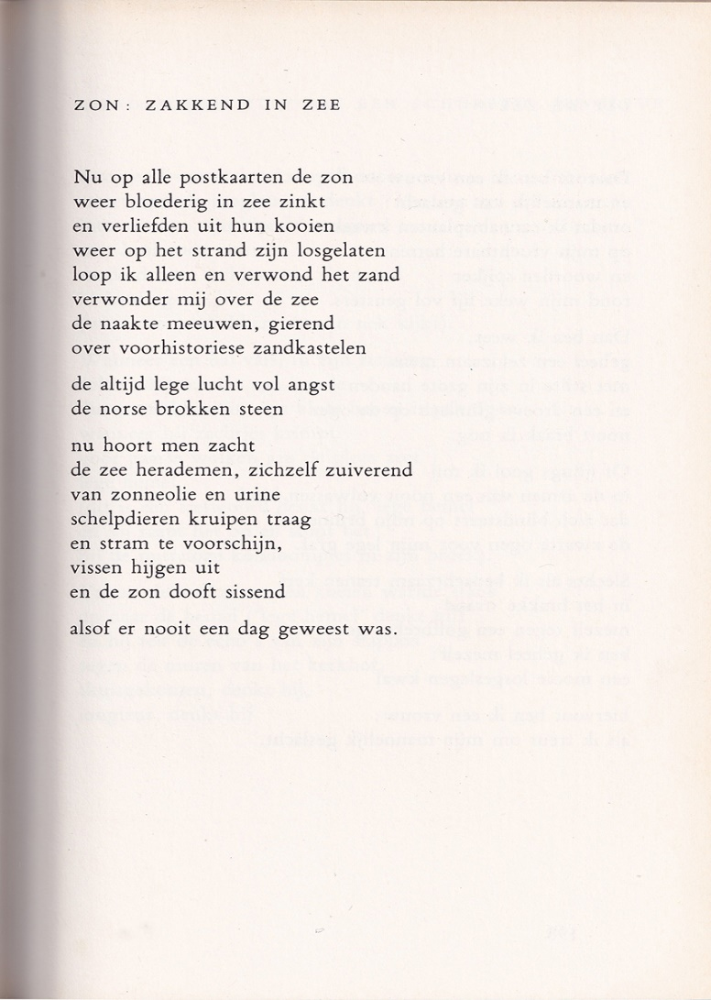 ZON: ZAKKEND IN ZEE
Nu op alle postkaarten de zon
weer bloederig in zee zinkt
en verliefden uit hun kooien
weer op het strand zijn losgelaten
loop ik alleen en verwond het zand
verwonder mij over de zee
de naakte meeuwen, gierend
over voorhistoriese zandkastelen
de altijd lege lucht vol angst
de norse brokken steen
nu hoort men zacht
de zee herademen, zichzelf zuiverend
van zonneolie en urine
schelpdieren kruipen traag
en stram te voorschijn,
vissen hijgen uit
en de zon dooft sissend
alsof er nooit een dag geweest was.